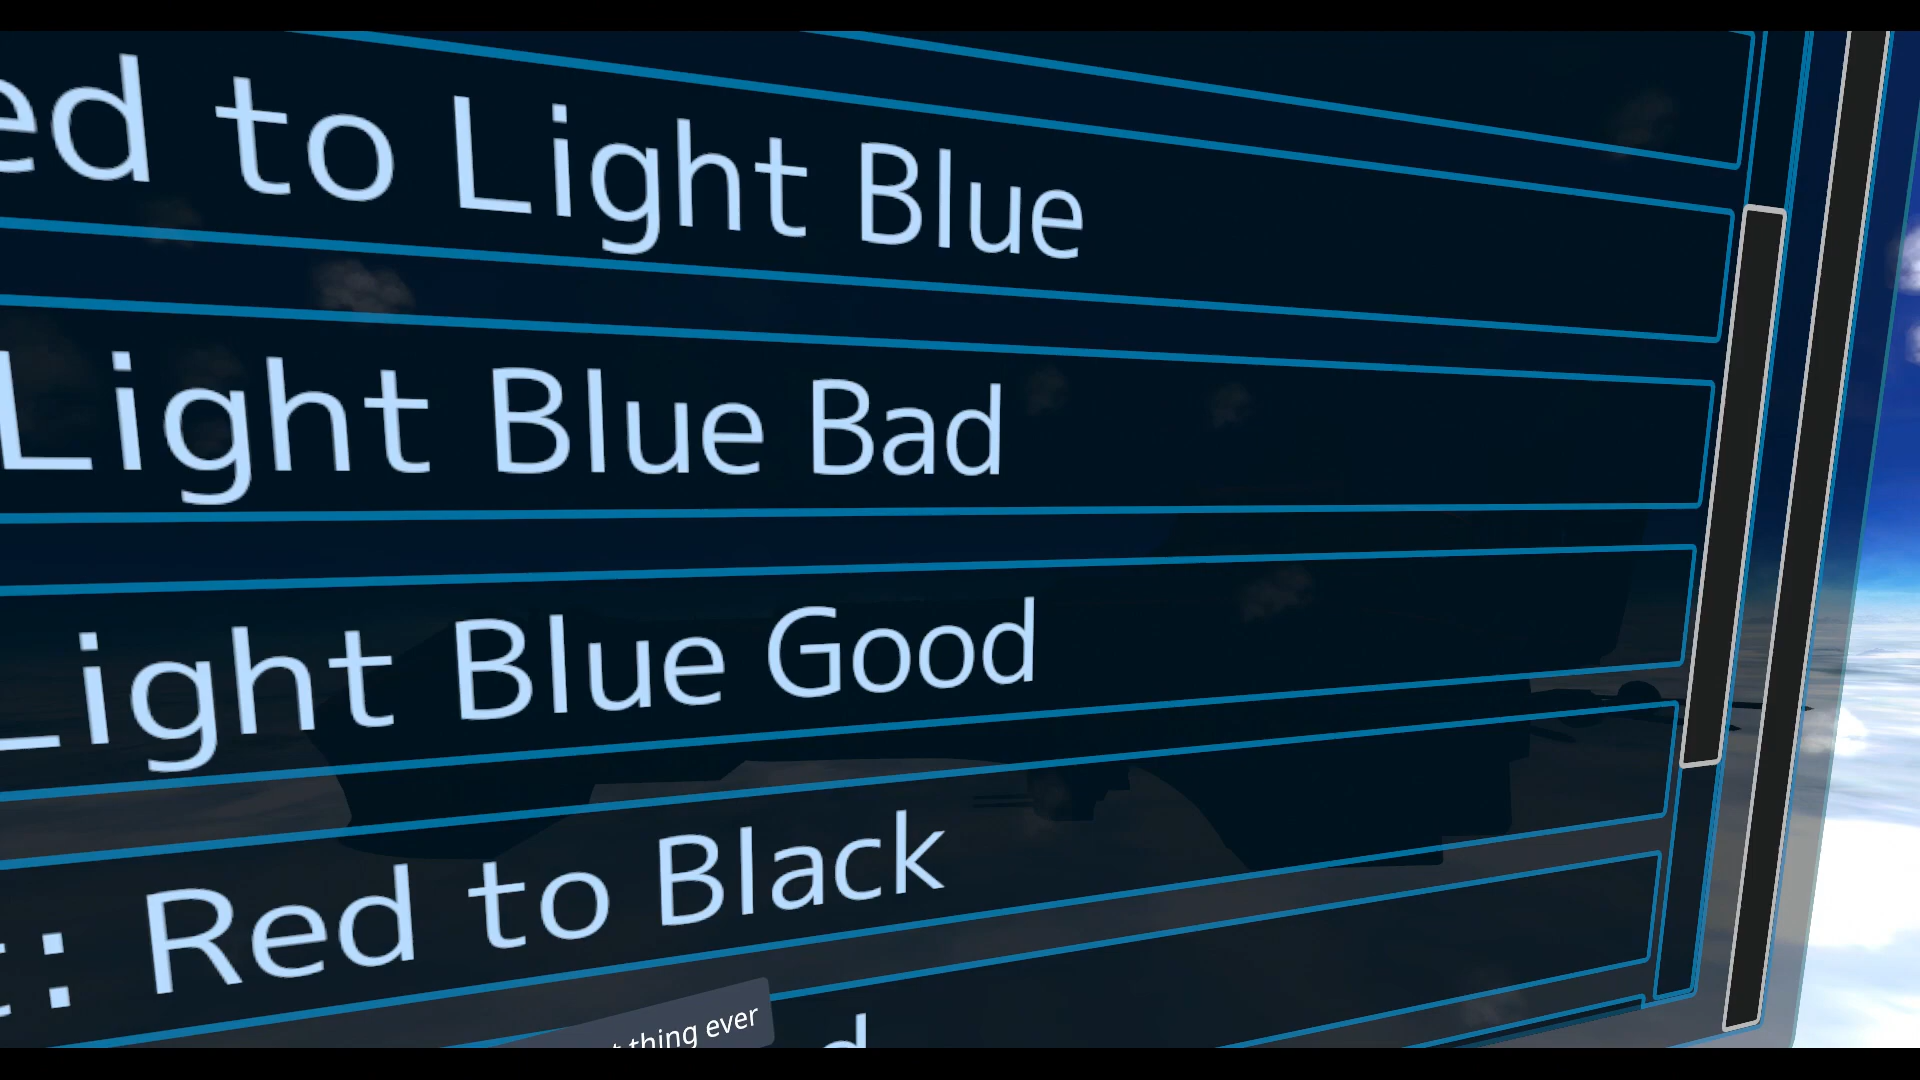 ed to Light Blue
Light Blue Bad
Light Blue Good
: Red to Black
thing ever
d